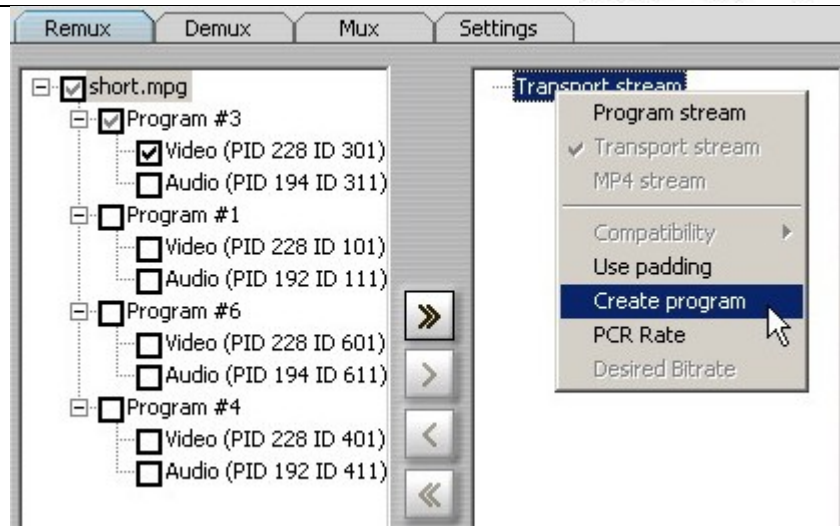 Remux Demux Mux Settings
short.mpg
Program #3
Video (PID 228 ID 301)
Audio (PID 194 ID 311)
Program #1
Video (PID 228 ID 101)
Audio (PID 192 ID 111)
Program #6
Video (PID 228 ID 601)
Audio (PID 194 ID 611)
Program #4
Video (PID 228 ID 401)
Audio (PID 192 ID 411)
Transport stream
Program stream
Transport stream
MP4 stream
Compatibility
Use padding
Create program
PCR Rate
Desired Bitrate